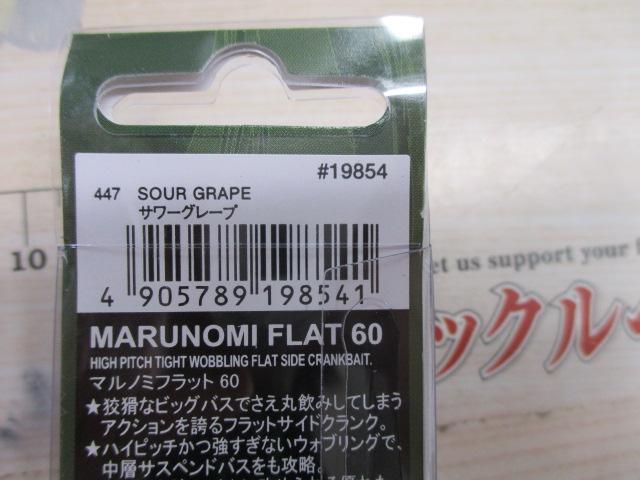 #19854
447 SOUR GRAPE
サワーグレープ
4 905789 198541
MARUNOMI FLAT 60
HIGH PITCH TIGHT WOBBLING FLAT SIDE CRANKBAIT.
マルノミフラット 60
★狡猾なビッグバスでさえ丸飲みしてしまう
アクションを誇るフラットサイドクランク。
★ハイピッチかつ強すぎないウォブリングで、
中層サスペンドバスをも攻略。
10
et us support your
ックル